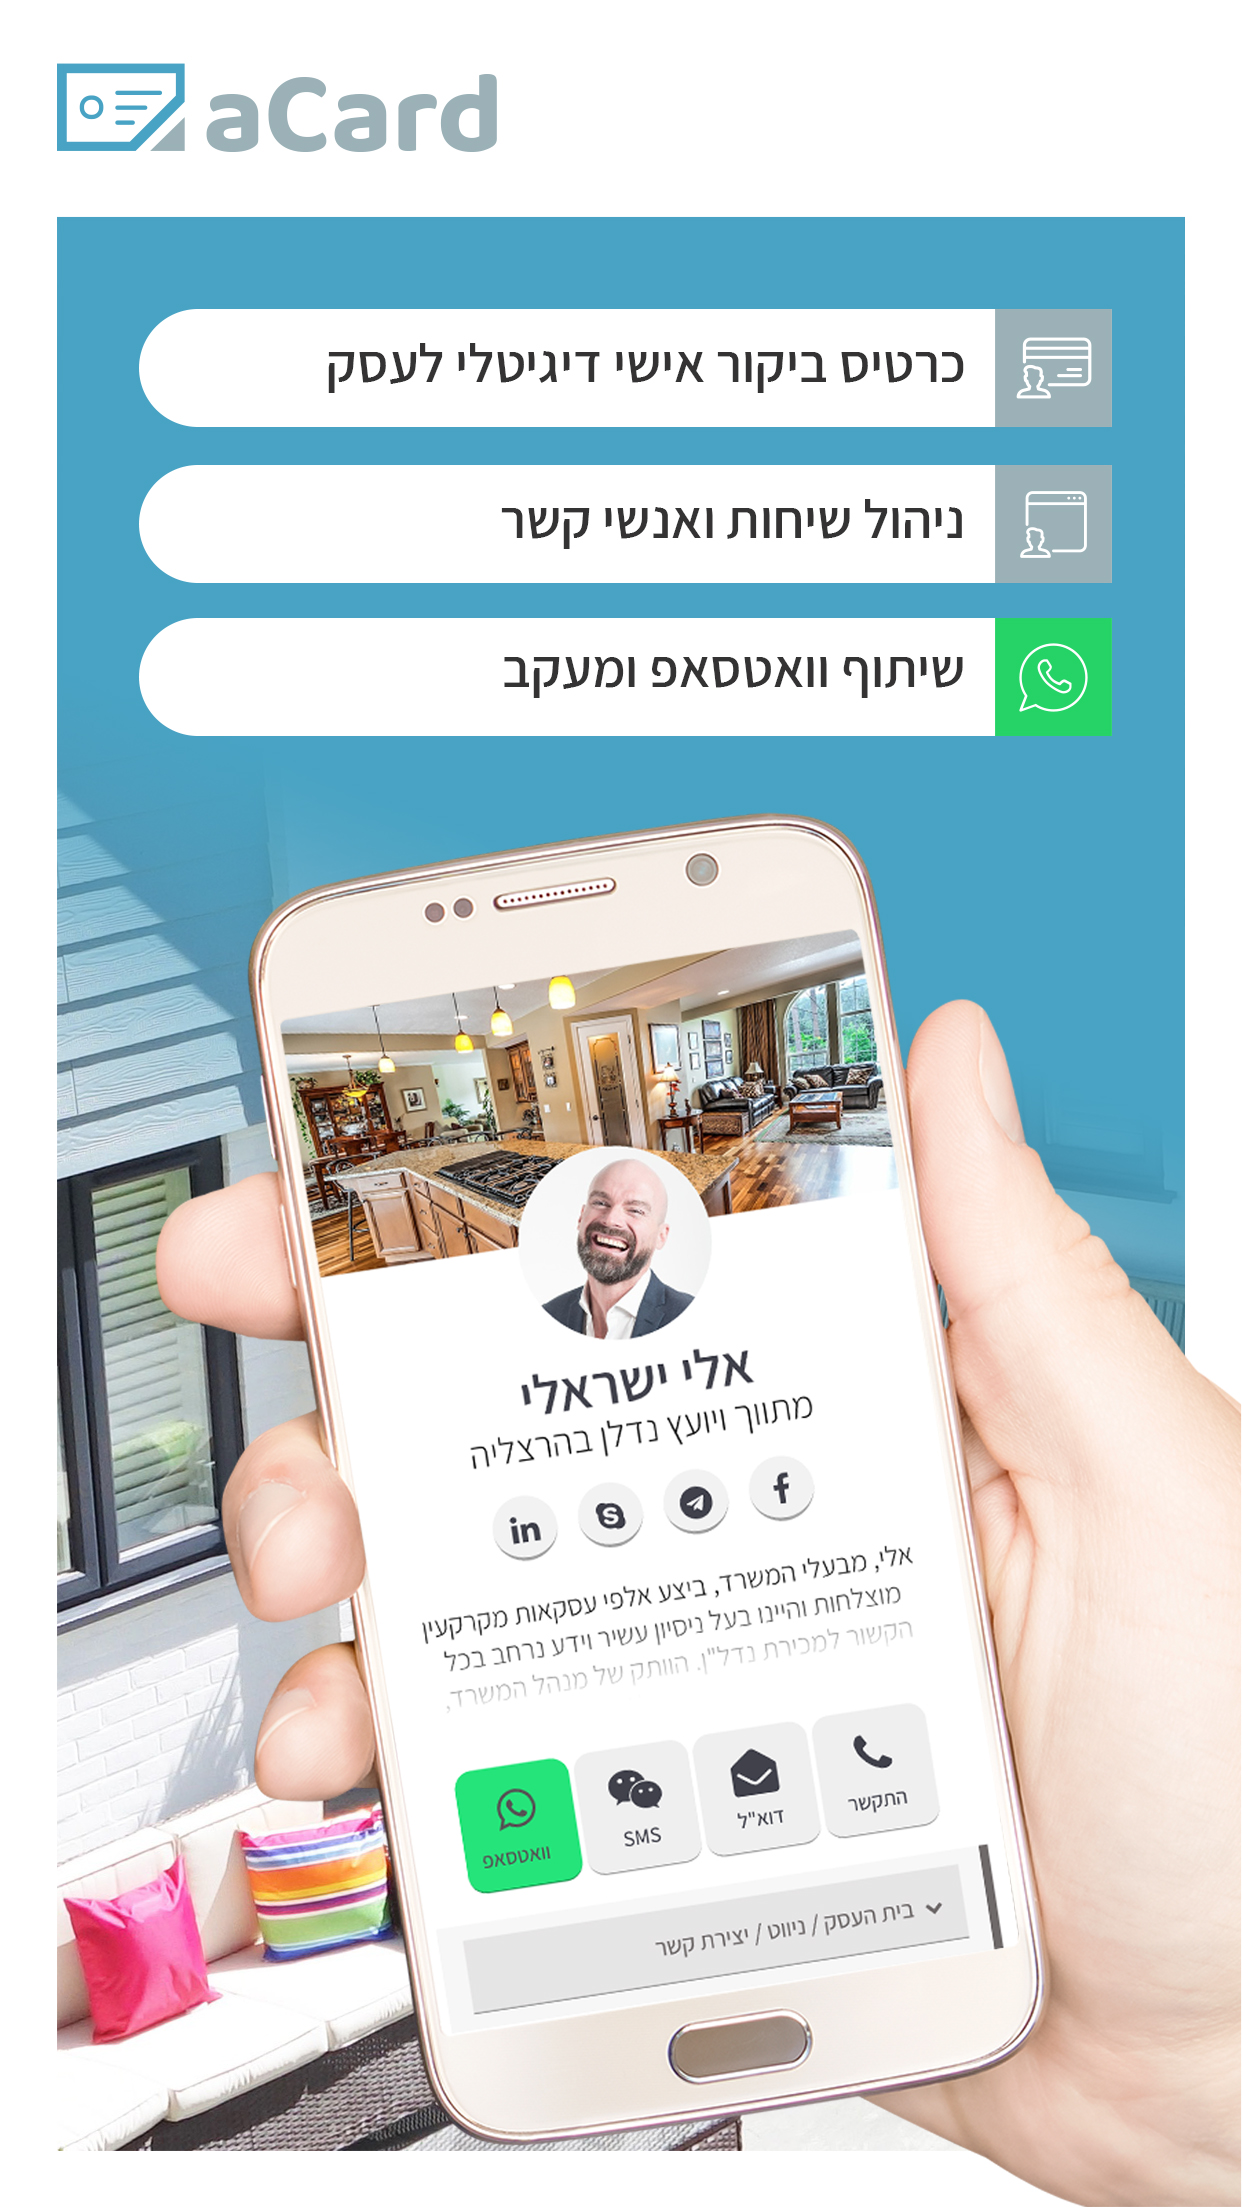 aCard
כרטיס ביקור אישי דיגיטלי לעסק
ניהול שיחות ואנשי קשר
שיתוף וואטסאפ ומעקב
אלי ישראלי
מתווך ויועץ נדלן בהרצליה
אלי, מבעלי המשרד, ביצע אלפי עסקאות מקרקעין
מוצלחות והיינו בעל ניסיון עשיר וידע נרחב בכל
הקשור למכירת נדל"ן. הוותק של מנהל המשרד,
התקשר
דוא"ל
SMS
וואטסאפ
בית העסק / ניווט / יצירת קשר